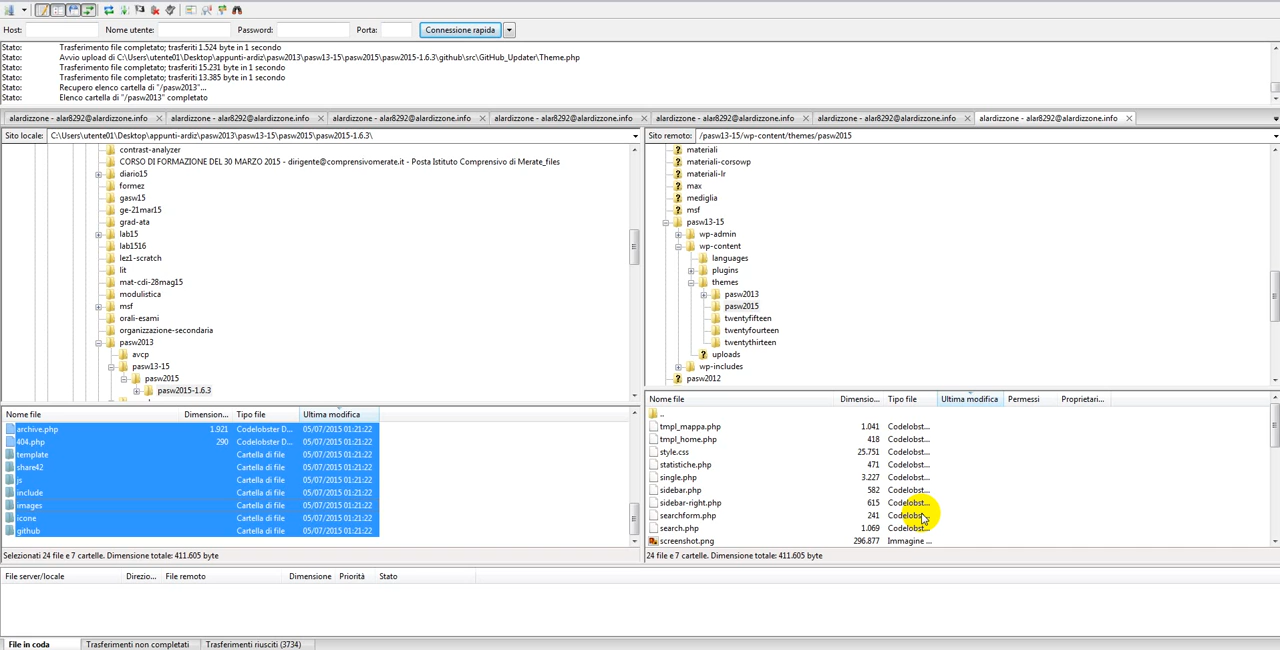 Host: Nome utente: Password: Porta: Connessione rapida
Stato: Trasferimento file completato; trasferiti 1.524 byte in 1 secondo
Stato: Avvio upload di C:\Users\utente01\Desktop\appunti-ardiz\pasw2013\pasw13-15\pasw2015\pasw2015-1.6.3\github\src\GitHub_Updater\Theme.php
Stato: Trasferimento file completato; trasferiti 15.231 byte in 1 secondo
Stato: Trasferimento file completato; trasferiti 13.385 byte in 1 secondo
Stato: Recupero elenco cartella di "/pasw2013"...
Stato: Elenco cartella di "/pasw2013" completato
alardizzone - alar8292@alardizzone.info alardizzone - alar8292@alardizzone.info alardizzone - alar8292@alardizzone.info alardizzone - alar8292@alardizzone.info alardizzone - alar8292@alardizzone.info alardizzone - alar8292@alardizzone.info alardizzone - alar8292@alardizzone.info
Sito locale: C:\Users\utente01\Desktop\appunti-ardiz\pasw2013\pasw13-15\pasw2015\pasw2015-1.6.3\
contrast-analyzer
CORSO DI FORMAZIONE DEL 30 MARZO 2015 - dirigente@comprensivomerate.it - Posta Istituto Comprensivo di Merate_files
diario15
formez
gasw15
ge-21mar15
grad-ata
lab15
lab1516
lez1-scratch
lit
mat-cdi-28mag15
modulistica
msf
orali-esami
organizzazione-secondaria
pasw2013
avcp
pasw13-15
pasw2015
pasw2015-1.6.3
Nome file Dimension... Tipo file Ultima modifica
archive.php 1.921 Codelobster D... 05/07/2015 01:21:22
404.php 290 Codelobster D... 05/07/2015 01:21:22
template Cartella di file 05/07/2015 01:21:22
share42 Cartella di file 05/07/2015 01:21:22
js Cartella di file 05/07/2015 01:21:22
include Cartella di file 05/07/2015 01:21:22
images Cartella di file 05/07/2015 01:21:22
icone Cartella di file 05/07/2015 01:21:22
github Cartella di file 05/07/2015 01:21:22
Selezionati 24 file e 7 cartelle. Dimensione totale: 411.605 byte
Sito remoto: /pasw13-15/wp-content/themes/pasw2015
materiali
materiali-corsowp
materiali-lr
max
mediglia
msf
pasw13-15
wp-admin
wp-content
languages
plugins
themes
pasw2013
pasw2015
twentyfifteen
twentyfourteen
twentythirteen
uploads
wp-includes
pasw2012
Nome file Dimensio... Tipo file Ultima modifica Permessi Proprietari...
..
tmpl_mappa.php 1.041 Codelobst...
tmpl_home.php 418 Codelobst...
style.css 25.751 Codelobst...
statistiche.php 471 Codelobst...
single.php 3.227 Codelobst...
sidebar.php 582 Codelobst...
sidebar-right.php 615 Codelobst...
searchform.php 241 Codelobst...
search.php 1.069 Codelobst...
screenshot.png 296.877 Immagine ...
24 file e 7 cartelle. Dimensione totale: 411.605 byte
File server/locale Direzio... File remoto Dimensione Priorità Stato
File in coda Trasferimenti non completati Trasferimenti riusciti (3734)